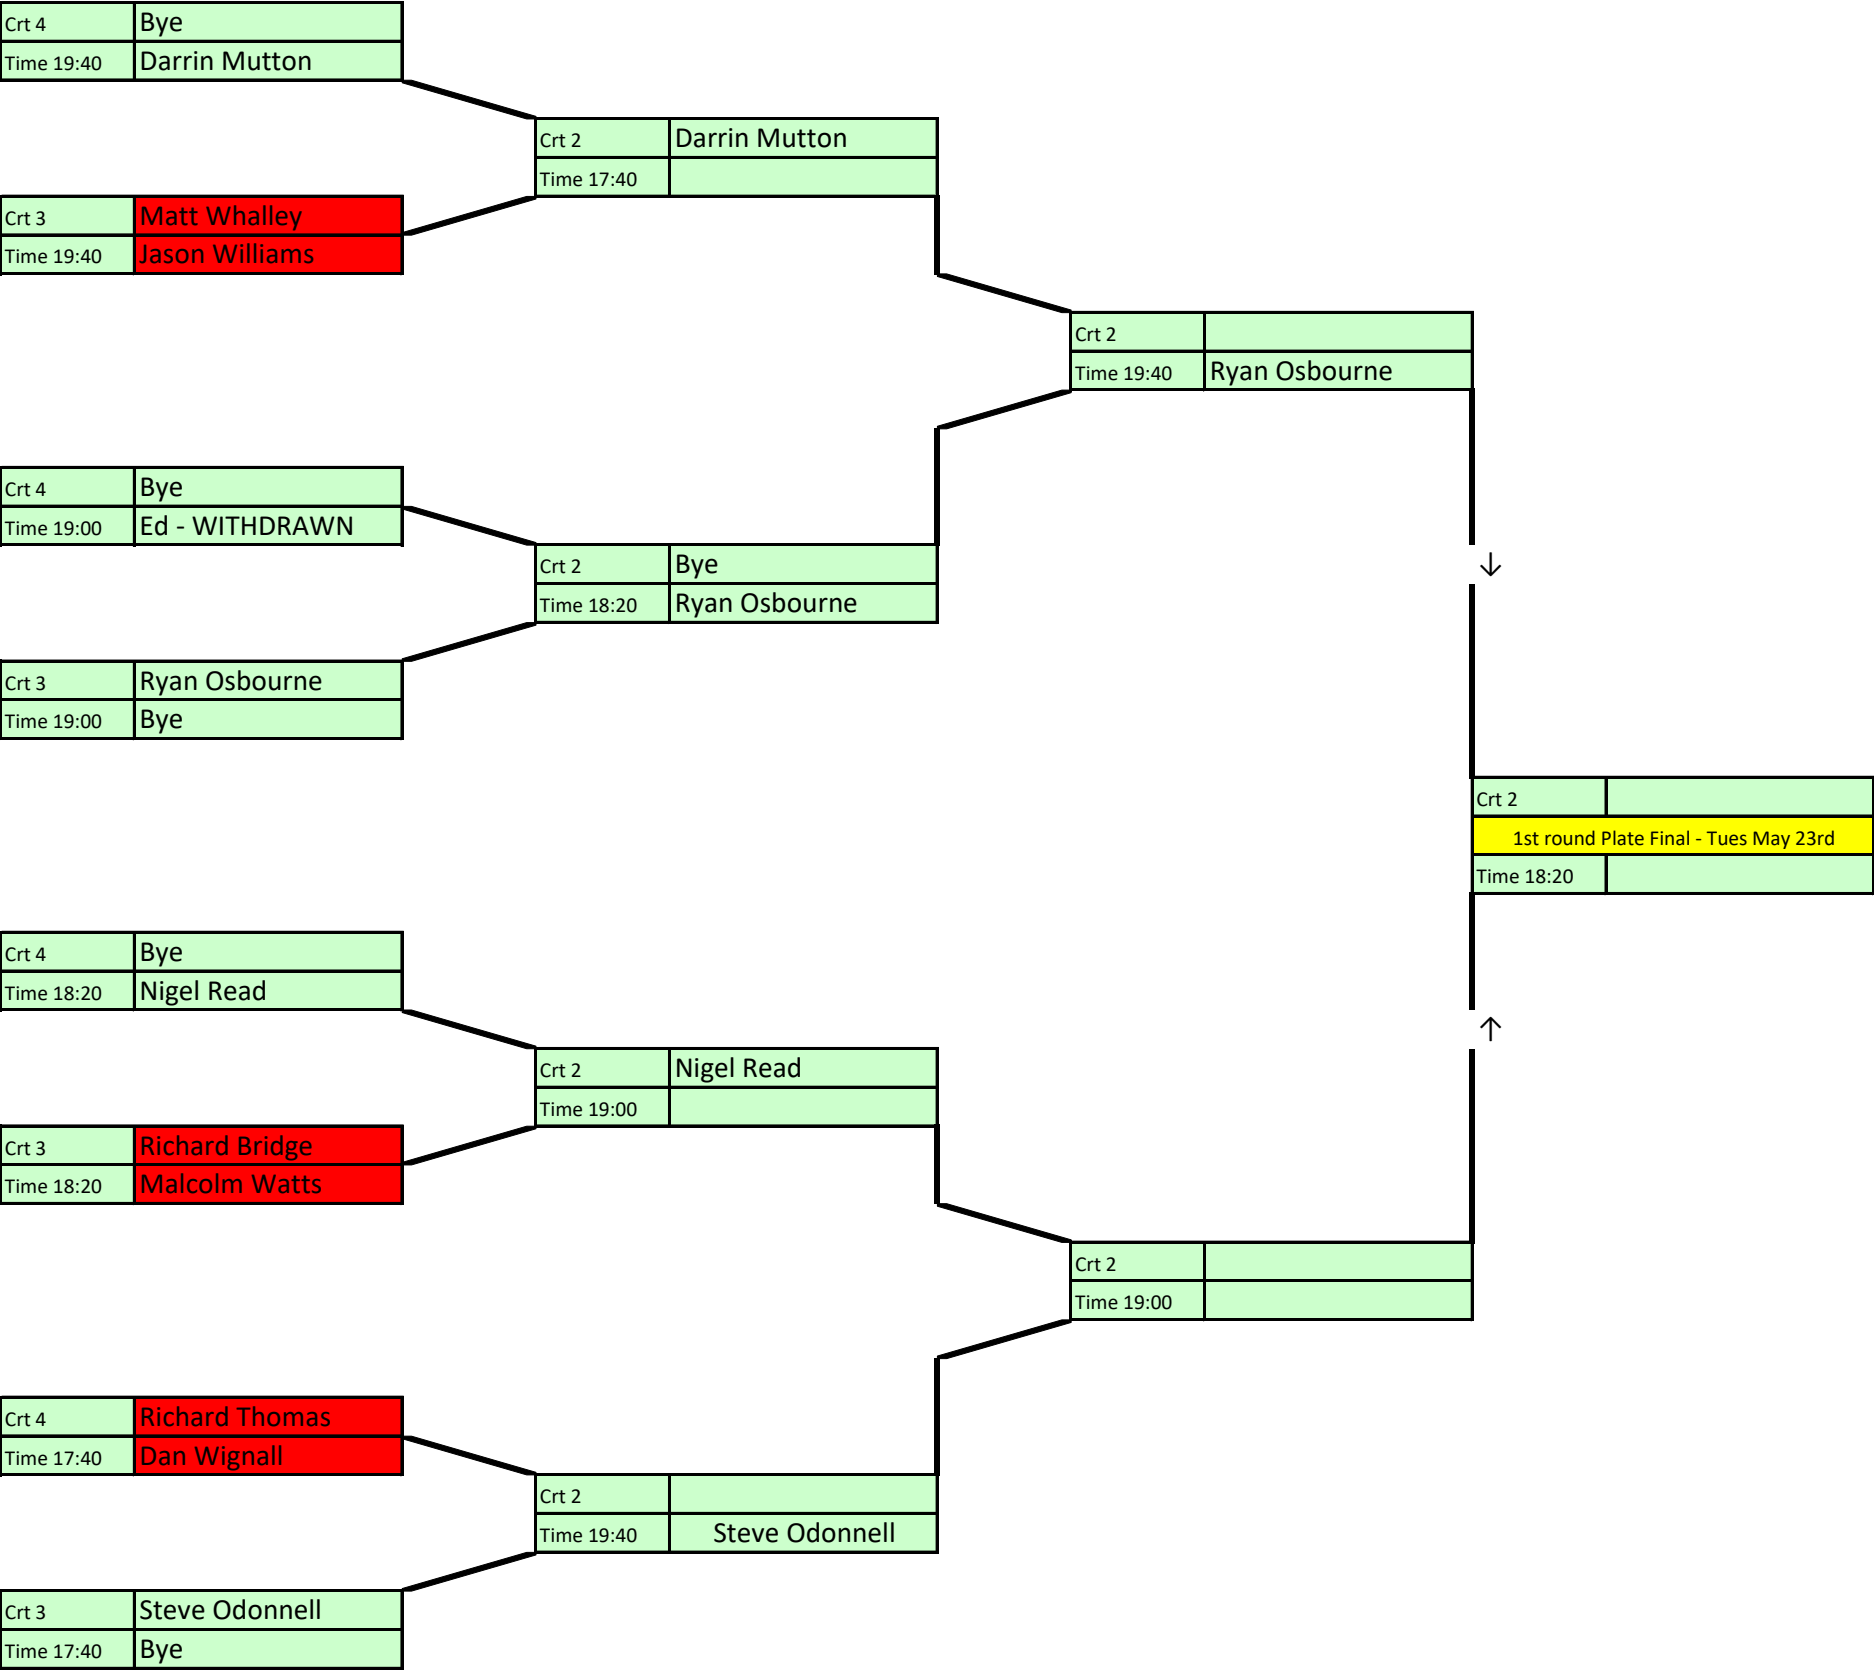 Crt 4 Bye
Time 19:40 Darrin Mutton
Crt 2 Darrin Mutton
Time 17:40
Crt 3 Matt Whalley
Time 19:40 Jason Williams
Crt 2
Time 19:40 Ryan Osbourne
Crt 4 Bye
Time 19:00 Ed - WITHDRAWN
Crt 2 Bye
↓
Time 18:20 Ryan Osbourne
Crt 3 Ryan Osbourne
Time 19:00 Bye
Crt 2
1st round Plate Final - Tues May 23rd
Time 18:20
Crt 4 Bye
Time 18:20 Nigel Read
↑
Crt 2 Nigel Read
Time 19:00
Crt 3 Richard Bridge
Time 18:20 Malcolm Watts
Crt 2
Time 19:00
Crt 4 Richard Thomas
Time 17:40 Dan Wignall
Crt 2
Time 19:40 Steve Odonnell
Crt 3 Steve Odonnell
Time 17:40 Bye